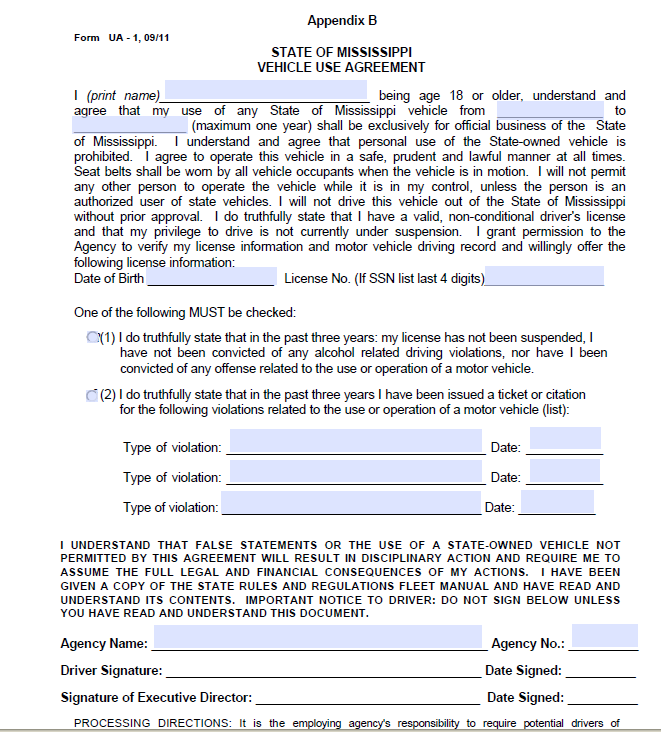 Appendix B
Form UA - 1, 09/11
STATE OF MISSISSIPPI
VEHICLE USE AGREEMENT
I (print name) being age 18 or older, understand and
agree that my use of any State of Mississippi vehicle from to
(maximum one year) shall be exclusively for official business of the State
of Mississippi. I understand and agree that personal use of the State-owned vehicle is
prohibited. I agree to operate this vehicle in a safe, prudent and lawful manner at all times.
Seat belts shall be worn by all vehicle occupants when the vehicle is in motion. I will not permit
any other person to operate the vehicle while it is in my control, unless the person is an
authorized user of state vehicles. I will not drive this vehicle out of the State of Mississippi
without prior approval. I do truthfully state that I have a valid, non-conditional driver's license
and that my privilege to drive is not currently under suspension. I grant permission to the
Agency to verify my license information and motor vehicle driving record and willingly offer the
following license information:
Date of Birth License No. (If SSN list last 4 digits)
One of the following MUST be checked:
(1) I do truthfully state that in the past three years: my license has not been suspended, I
have not been convicted of any alcohol related driving violations, nor have I been
convicted of any offense related to the use or operation of a motor vehicle.
(2) I do truthfully state that in the past three years I have been issued a ticket or citation
for the following violations related to the use or operation of a motor vehicle (list):
Type of violation: Date:
Type of violation: Date:
Type of violation: Date:
I UNDERSTAND THAT FALSE STATEMENTS OR THE USE OF A STATE-OWNED VEHICLE NOT
PERMITTED BY THIS AGREEMENT WILL RESULT IN DISCIPLINARY ACTION AND REQUIRE ME TO
ASSUME THE FULL LEGAL AND FINANCIAL CONSEQUENCES OF MY ACTIONS. I HAVE BEEN
GIVEN A COPY OF THE STATE RULES AND REGULATIONS FLEET MANUAL AND HAVE READ AND
UNDERSTAND ITS CONTENTS. IMPORTANT NOTICE TO DRIVER: DO NOT SIGN BELOW UNLESS
YOU HAVE READ AND UNDERSTAND THIS DOCUMENT.
Agency Name: Agency No.:
Driver Signature: Date Signed:
Signature of Executive Director: Date Signed:
PROCESSING DIRECTIONS: It is the employing agency's responsibility to require potential drivers of